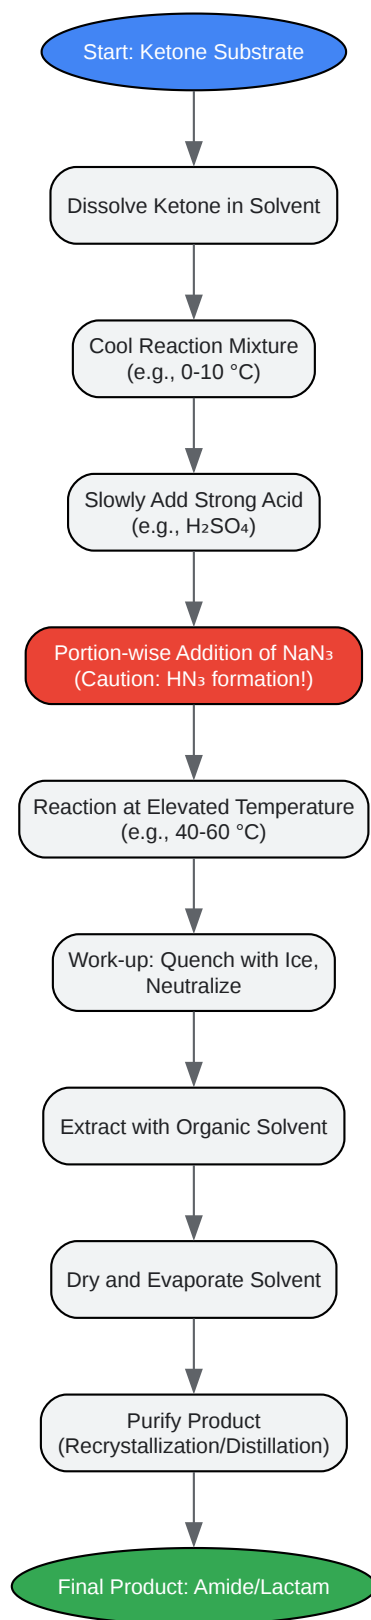 Start: Ketone Substrate
Dissolve Ketone in Solvent
Cool Reaction Mixture
(e.g., 0-10 °C)
Slowly Add Strong Acid
(e.g., H₂SO₄)
Portion-wise Addition of NaN₃
(Caution: HN₃ formation!)
Reaction at Elevated Temperature
(e.g., 40-60 °C)
Work-up: Quench with Ice,
Neutralize
Extract with Organic Solvent
Dry and Evaporate Solvent
Purify Product
(Recrystallization/Distillation)
Final Product: Amide/Lactam